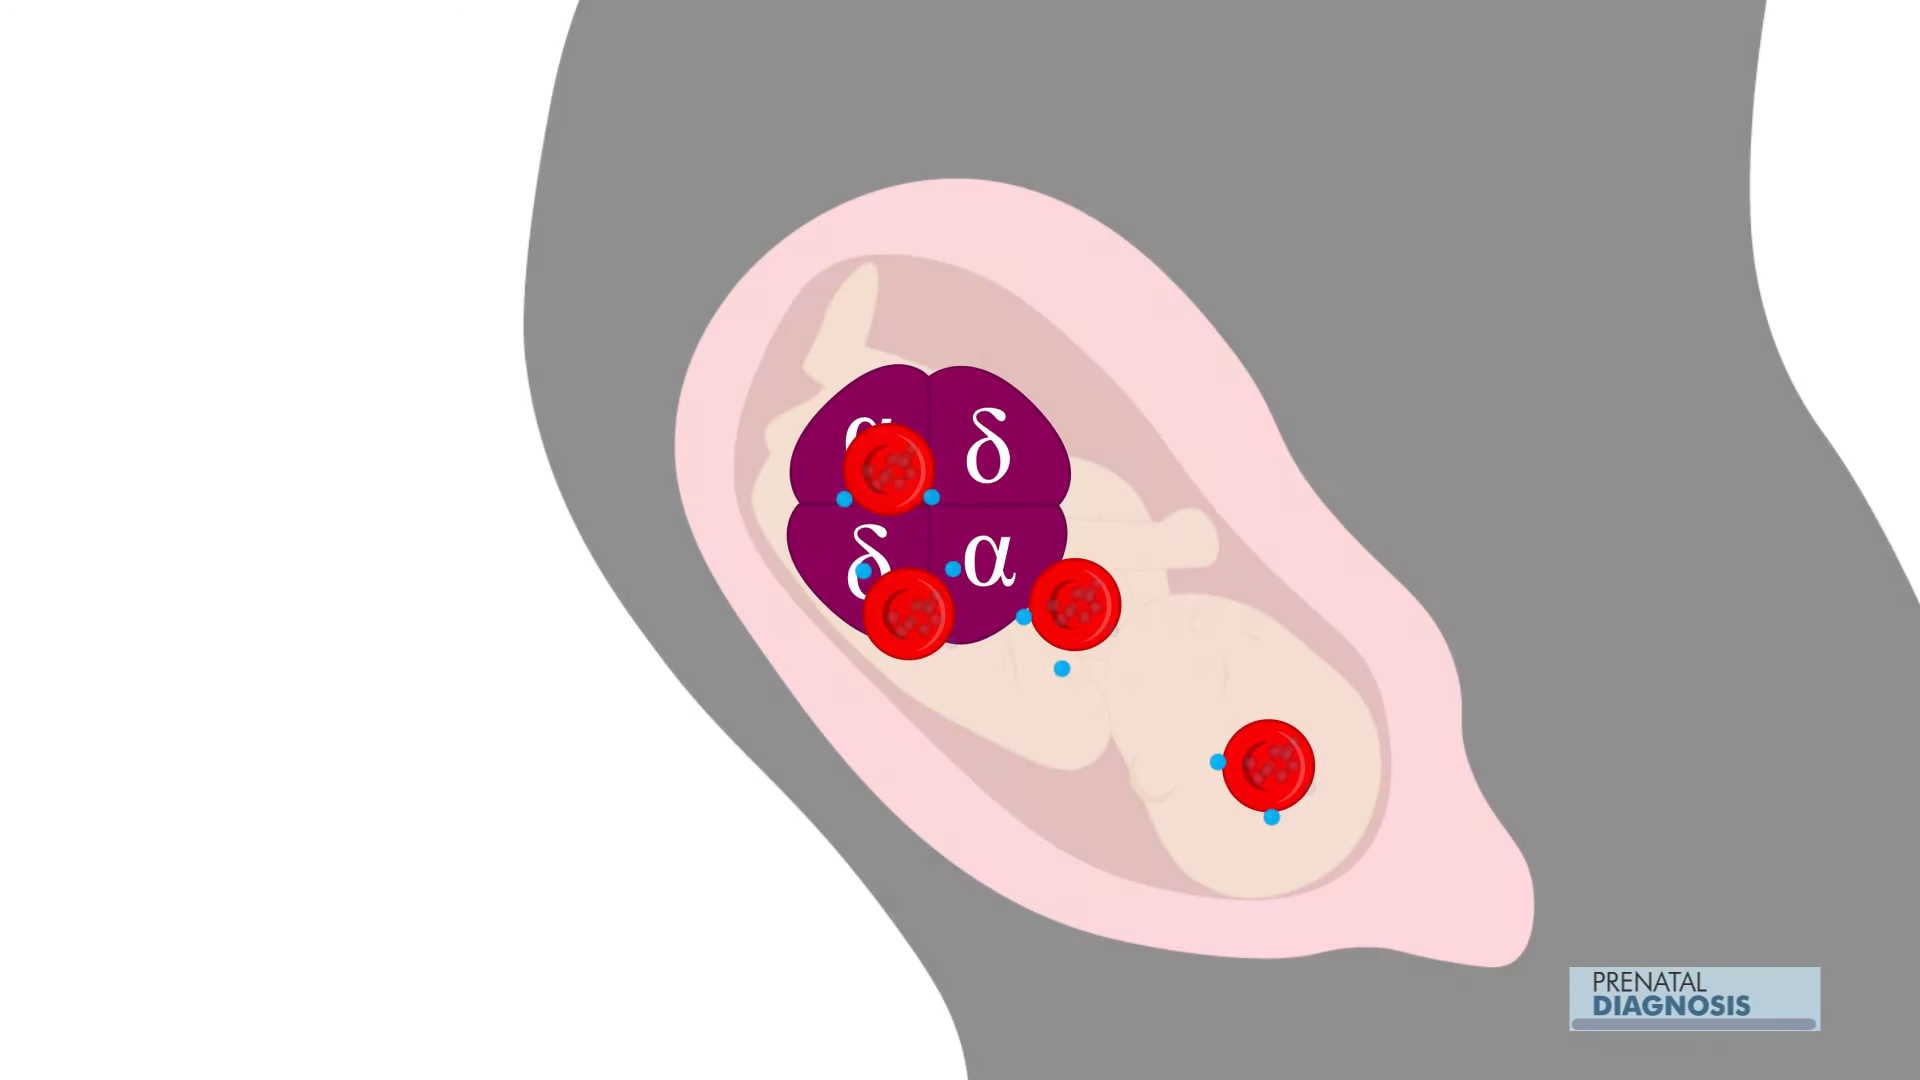 α δ
δ α
PRENATAL
DIAGNOSIS